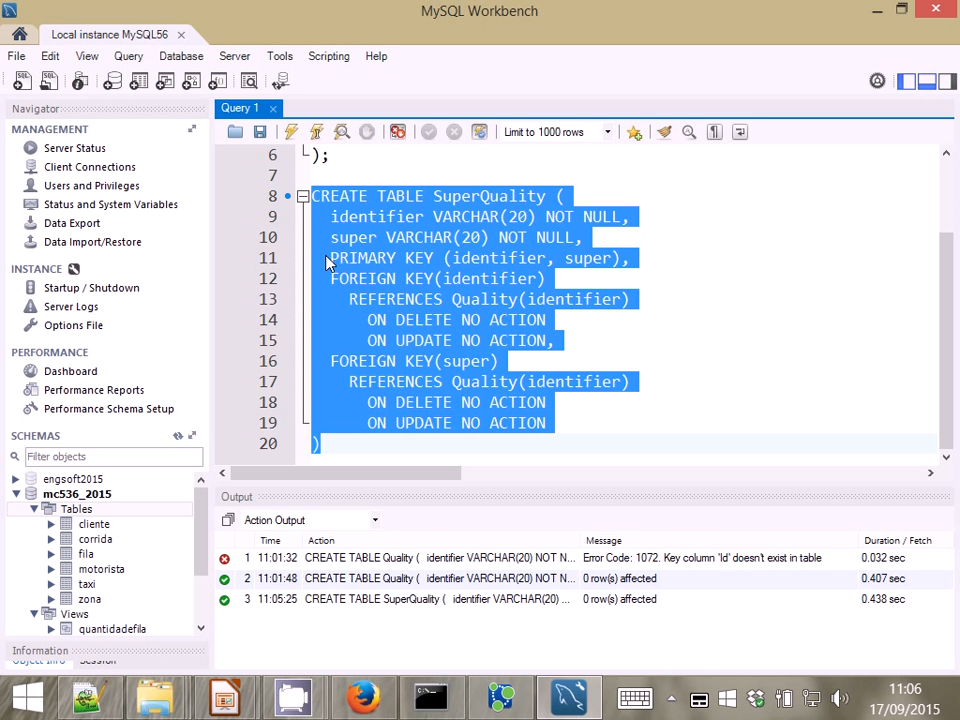 MySQL Workbench
Local instance MySQL56
File Edit View Query Database Server Tools Scripting Help
Navigator
MANAGEMENT
Server Status
Client Connections
Users and Privileges
Status and System Variables
Data Export
Data Import/Restore
INSTANCE
Startup / Shutdown
Server Logs
Options File
PERFORMANCE
Dashboard
Performance Reports
Performance Schema Setup
SCHEMAS
Filter objects
engsoft2015
mc536_2015
Tables
cliente
corrida
fila
motorista
taxi
zona
Views
quantidadefila
Information
Object Info Session
Query 1
Limit to 1000 rows
6 );
7
8 CREATE TABLE SuperQuality (
9 identifier VARCHAR(20) NOT NULL,
10 super VARCHAR(20) NOT NULL,
11 PRIMARY KEY (identifier, super),
12 FOREIGN KEY(identifier)
13 REFERENCES Quality(identifier)
14 ON DELETE NO ACTION
15 ON UPDATE NO ACTION,
16 FOREIGN KEY(super)
17 REFERENCES Quality(identifier)
18 ON DELETE NO ACTION
19 ON UPDATE NO ACTION
20 )
Output
Action Output
Time Action Message Duration / Fetch
1 11:01:32 CREATE TABLE Quality ( identifier VARCHAR(20) NOT N... Error Code: 1072. Key column 'Id' doesn't exist in table 0.032 sec
2 11:01:48 CREATE TABLE Quality ( identifier VARCHAR(20) NOT N... 0 row(s) affected 0.407 sec
3 11:05:25 CREATE TABLE SuperQuality ( identifier VARCHAR(20) ... 0 row(s) affected 0.438 sec
11:06
17/09/2015